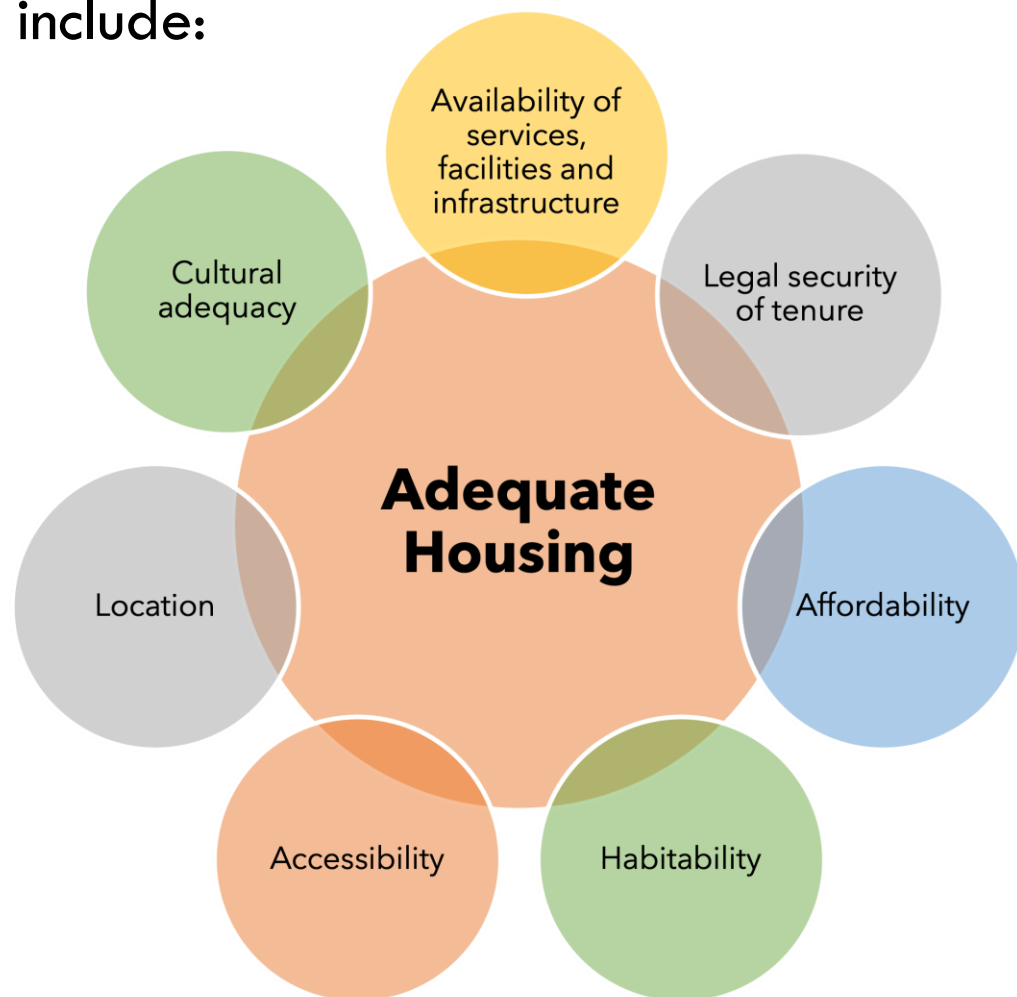 include:
Availability of
services,
facilities and
infrastructure
Legal security
of tenure
Affordability
Habitability
Accessibility
Location
Cultural
adequacy
Adequate
Housing